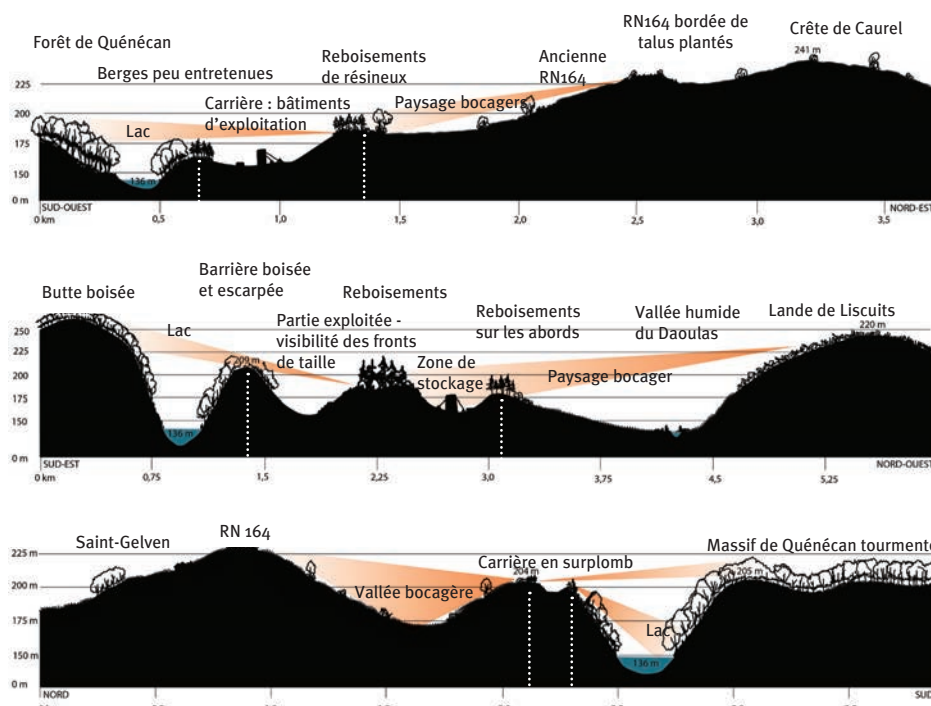 Forêt de Quénécan
Berges peu entretenues
Reboisements
de résineux
Ancienne
RN164
RN164 bordée de
talus plantés
Crête de Caurel
241 m
Carrière : bâtiments
d'exploitation
Paysage bocagers
Lac
225
200
175
150
0 m
136 m
SUD-OUEST
NORD-EST
0 km
0,5
1,0
1,5
2,5
3,0
3,5
Butte boisée
Barrière boisée
et escarpée
Reboisements
Reboisements
sur les abords
Vallée humide
du Daoulas
Lande de Liscuits
220 m
Lac
Partie exploitée -
visibilité des fronts
de taille
Zone de
stockage
Paysage bocager
209 m
250
225
200
175
150
0 m
136 m
SUD-EST
NORD-OUEST
0 km
0,75
1,5
2,25
3,0
3,75
4,5
5,25
Saint-Gelven
RN 164
Carrière en surplomb
204 m
Massif de Quénécan tourmenté
205 m
Vallée bocagère
Lac
225 m
200 m
175 m
150 m
0 m
136 m
NORD
SUD